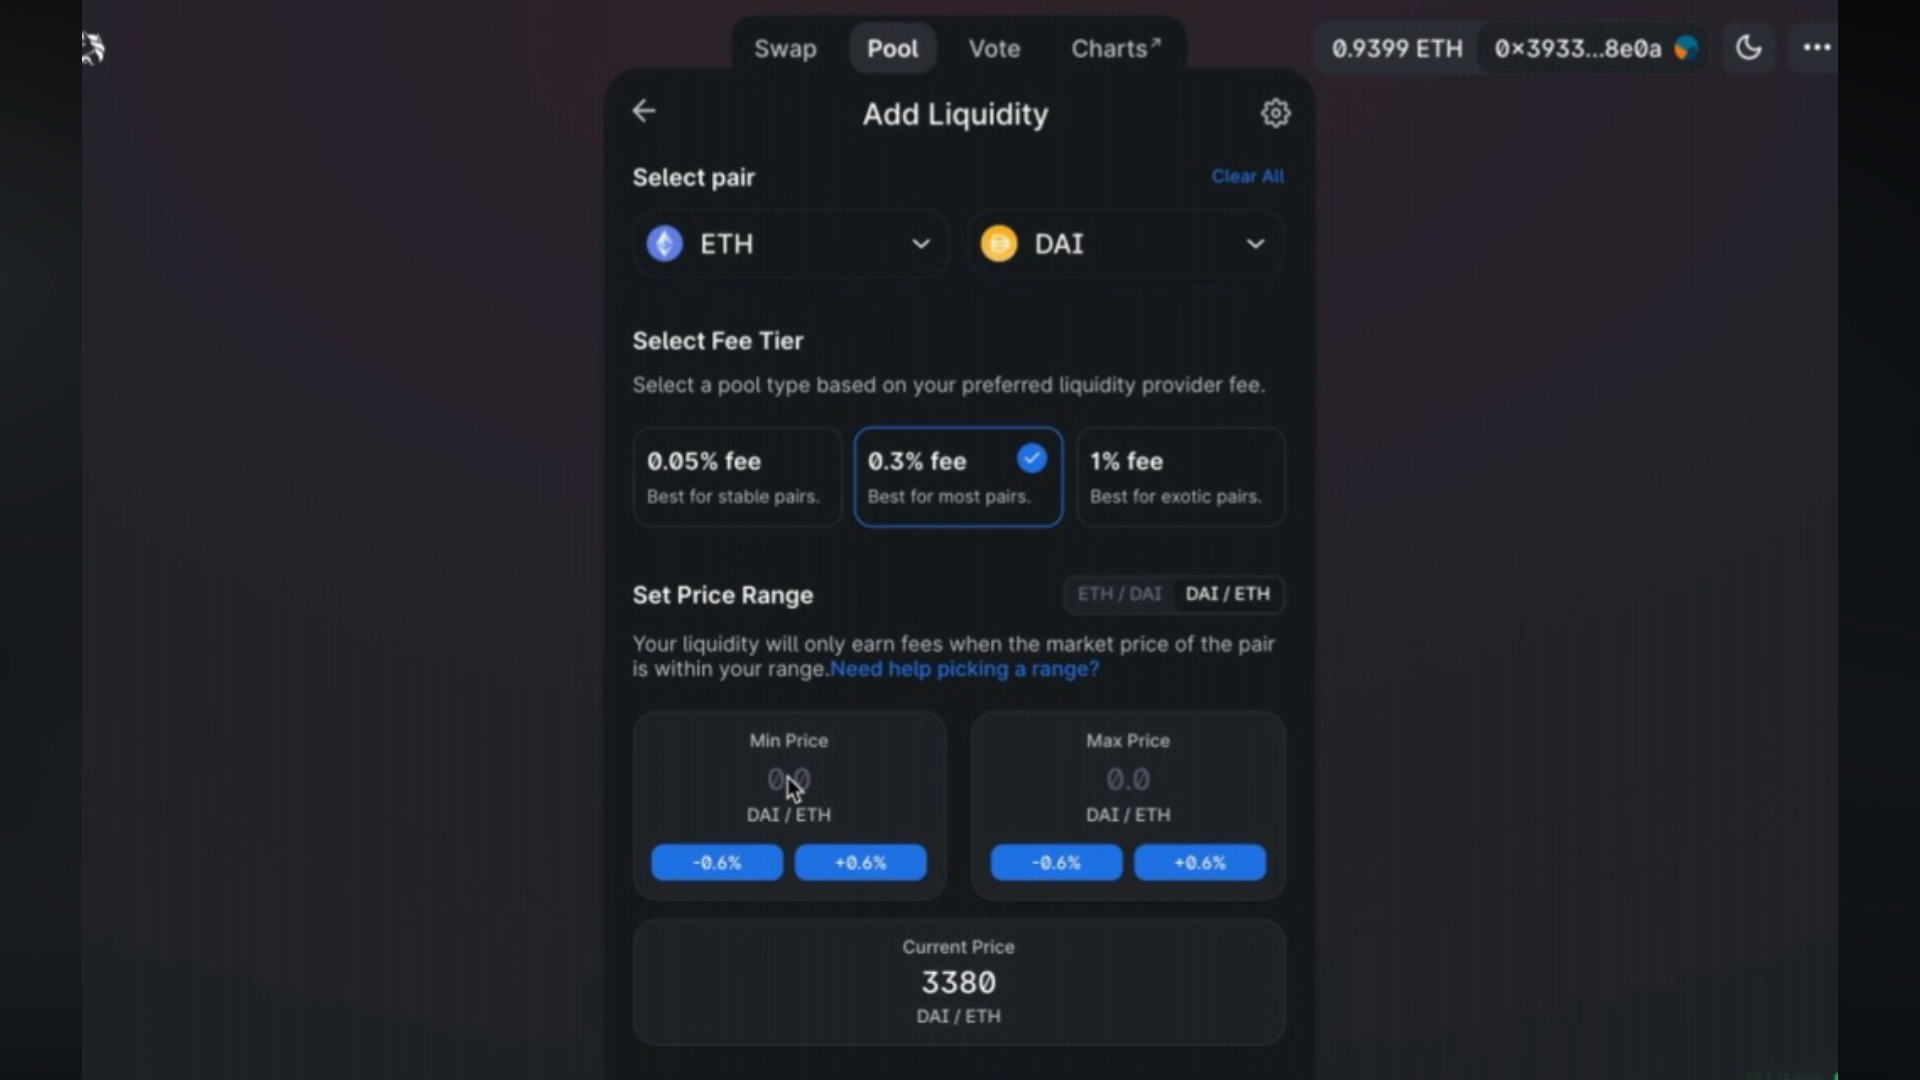 Swap Pool Vote Charts↗ 0.9399 ETH 0×3933...8e0a
Add Liquidity
Select pair Clear All
ETH DAI
Select Fee Tier
Select a pool type based on your preferred liquidity provider fee.
0.05% fee 0.3% fee 1% fee
Best for stable pairs. Best for most pairs. Best for exotic pairs.
Set Price Range ETH / DAI DAI / ETH
Your liquidity will only earn fees when the market price of the pair
is within your range.Need help picking a range?
Min Price Max Price
0.0 0.0
DAI / ETH DAI / ETH
-0.6% +0.6% -0.6% +0.6%
Current Price
3380
DAI / ETH